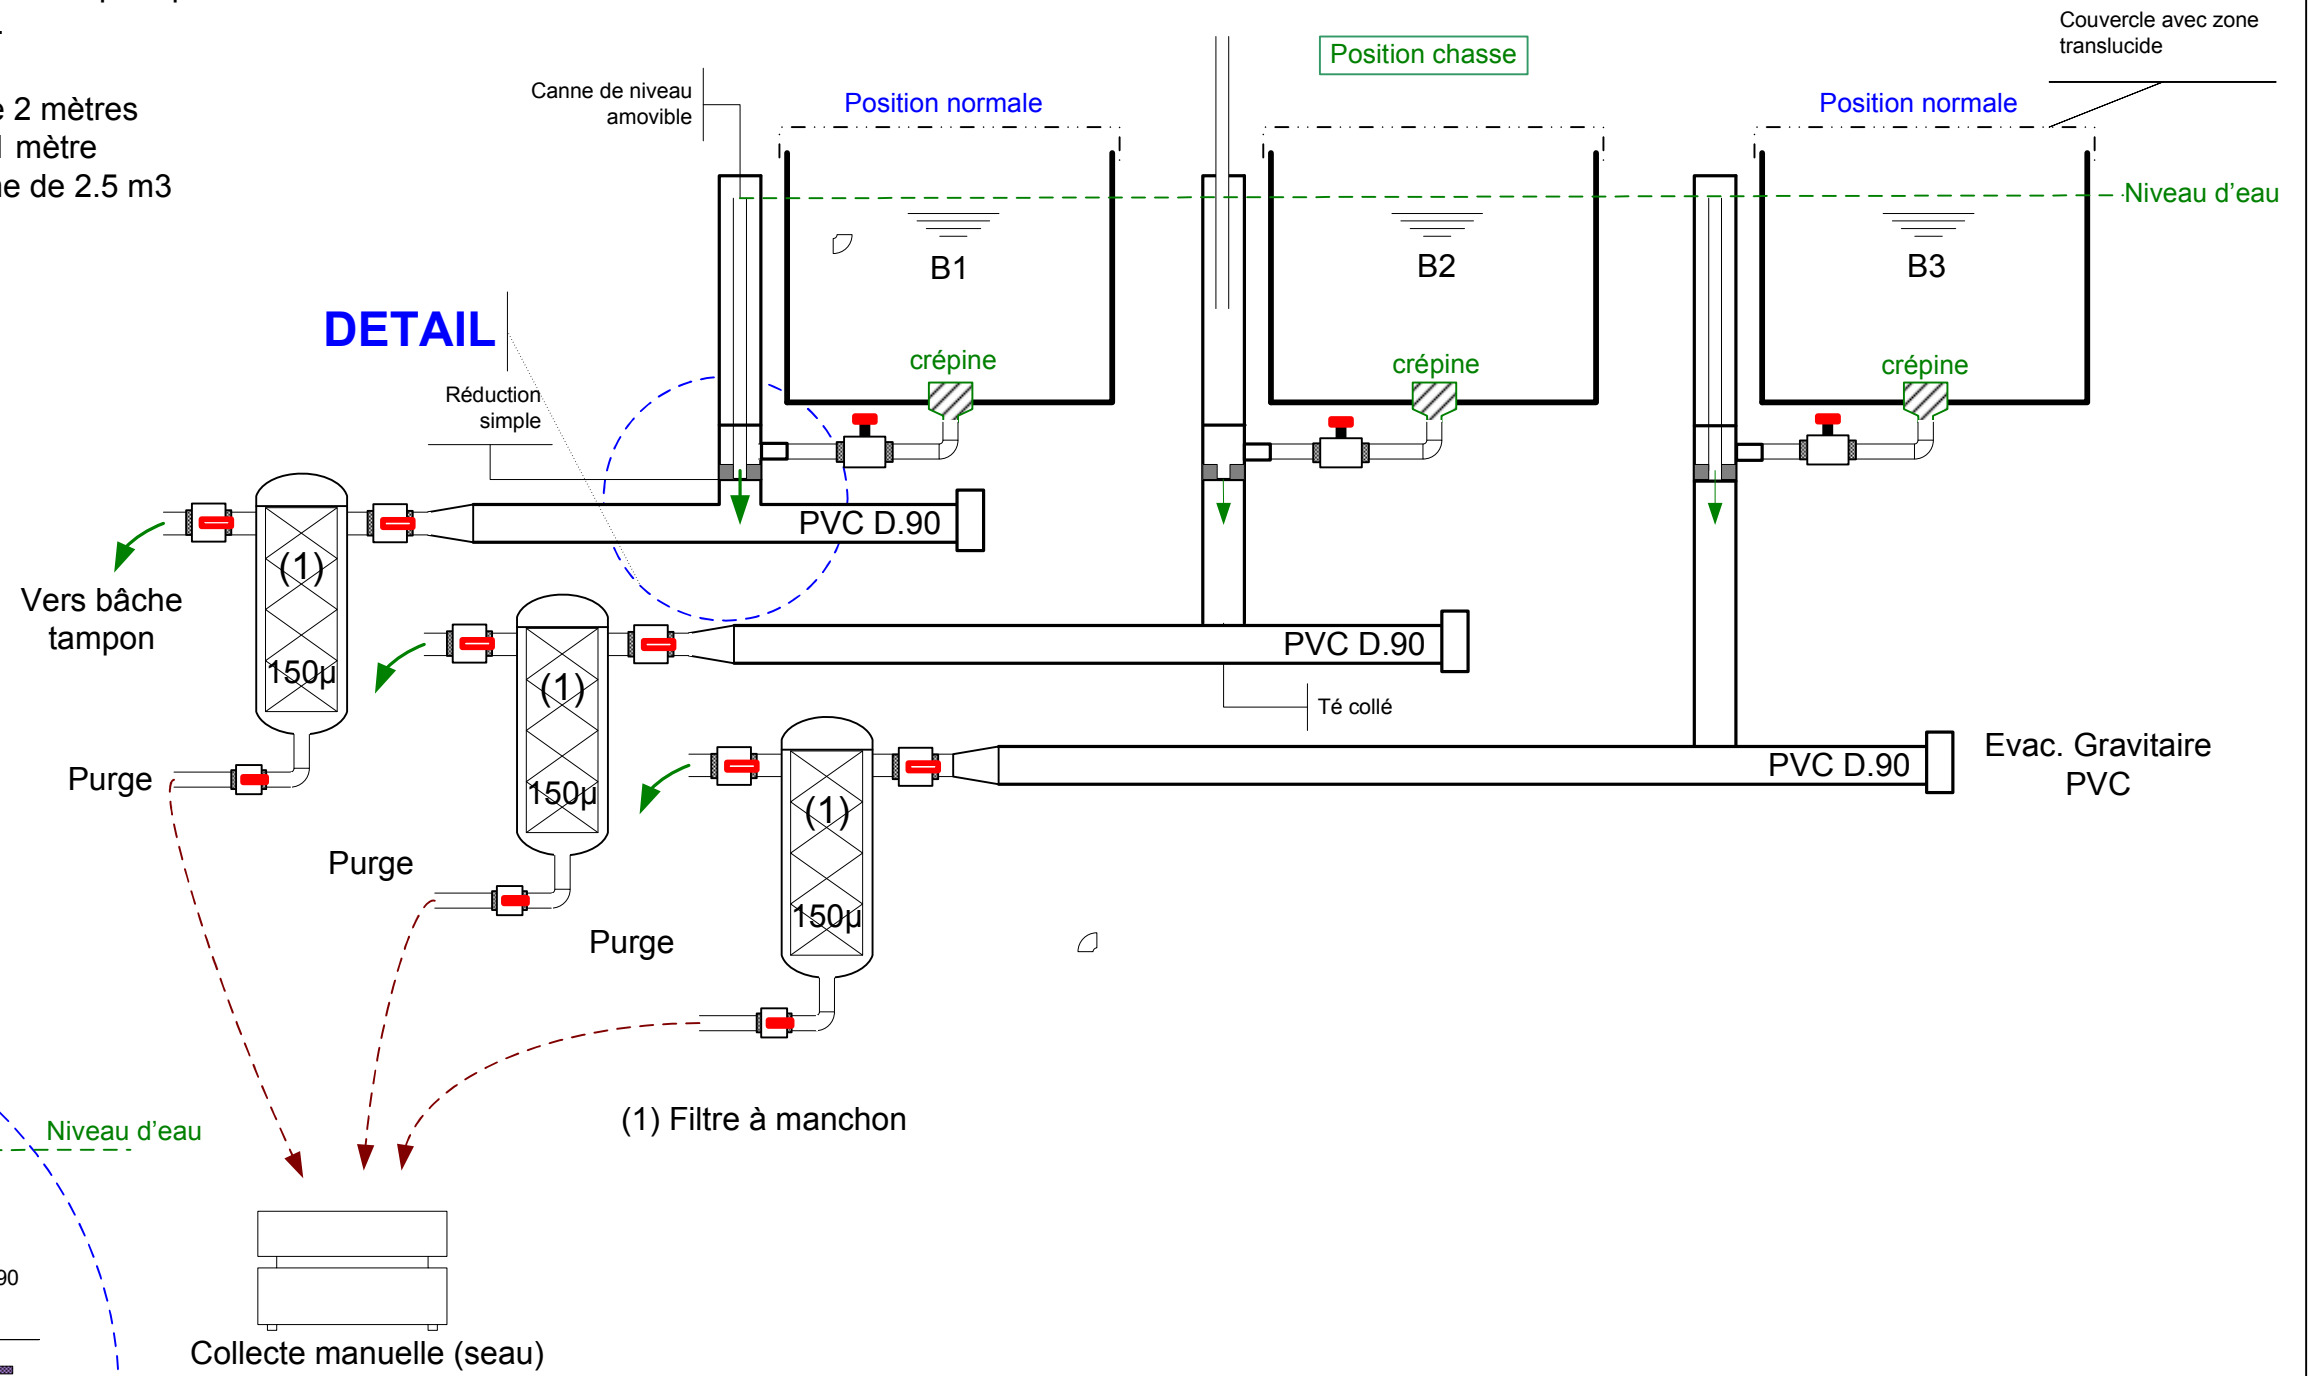 e 2 mètres
mètre
e de 2.5 m3
Couvercle avec zone
translucide
Position chasse
Canne de niveau
amovible
Position normale
Position normale
Niveau d'eau
B1
B2
B3
DETAIL
crépine
crépine
crépine
Réduction
simple
PVC D.90
(1)
150µ
Vers bâche
tampon
PVC D.90
(1)
150µ
Té collé
Purge
PVC D.90
Evac. Gravitaire
PVC
(1)
150µ
Purge
Purge
(1) Filtre à manchon
Niveau d'eau
90
Collecte manuelle (seau)